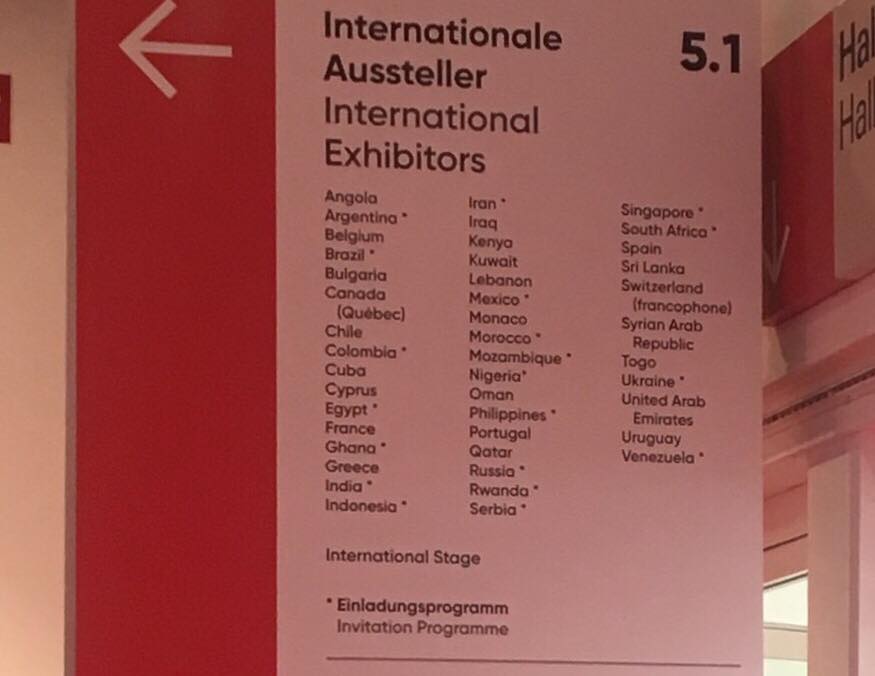 Internationale
Aussteller
International
Exhibitors
5.1
Angola
Argentina *
Belgium
Brazil *
Bulgaria
Canada
(Québec)
Chile
Colombia *
Cuba
Cyprus
Egypt *
France
Ghana *
Greece
India *
Indonesia *
Iran *
Iraq
Kenya
Kuwait
Lebanon
Mexico *
Monaco
Morocco *
Mozambique *
Nigeria*
Oman
Philippines *
Portugal
Qatar
Russia *
Rwanda *
Serbia *
Singapore *
South Africa *
Spain
Sri Lanka
Switzerland
(francophone)
Syrian Arab
Republic
Togo
Ukraine *
United Arab
Emirates
Uruguay
Venezuela *
International Stage
* Einladungsprogramm
Invitation Programme